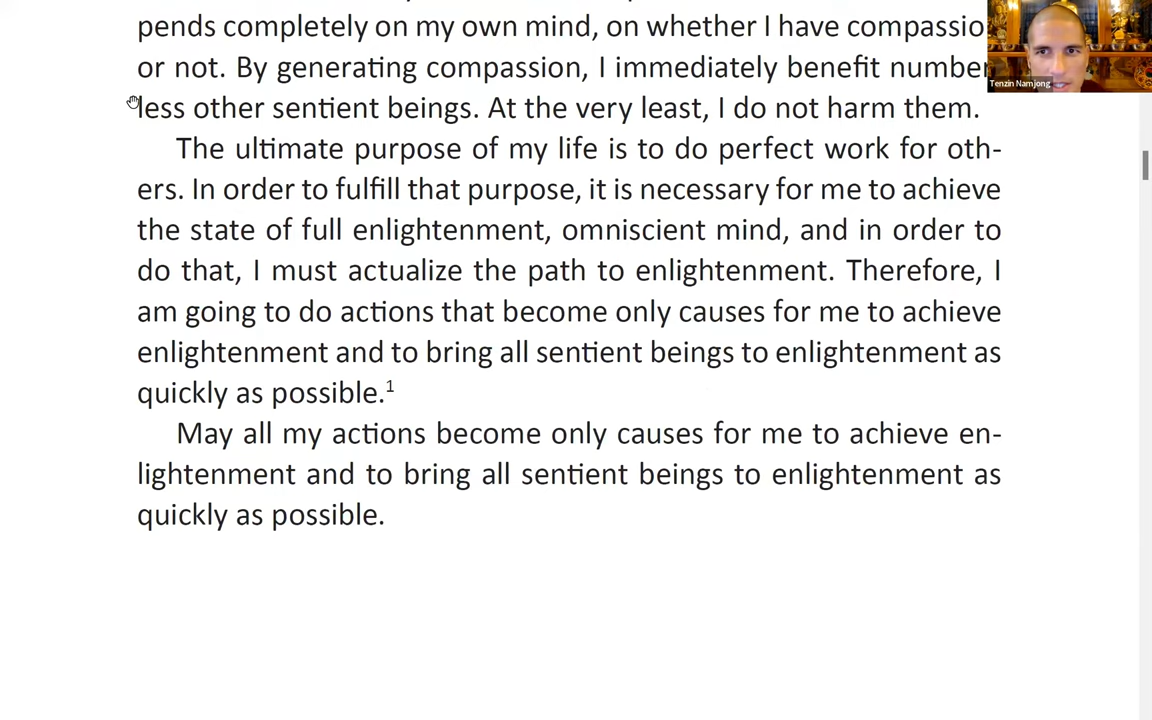 pends completely on my own mind, on whether I have compassio
or not. By generating compassion, I immediately benefit number
less other sentient beings. At the very least, I do not harm them.
The ultimate purpose of my life is to do perfect work for oth-
ers. In order to fulfill that purpose, it is necessary for me to achieve
the state of full enlightenment, omniscient mind, and in order to
do that, I must actualize the path to enlightenment. Therefore, I
am going to do actions that become only causes for me to achieve
enlightenment and to bring all sentient beings to enlightenment as
quickly as possible.¹
May all my actions become only causes for me to achieve en-
lightenment and to bring all sentient beings to enlightenment as
quickly as possible.
Tenzin Namjong